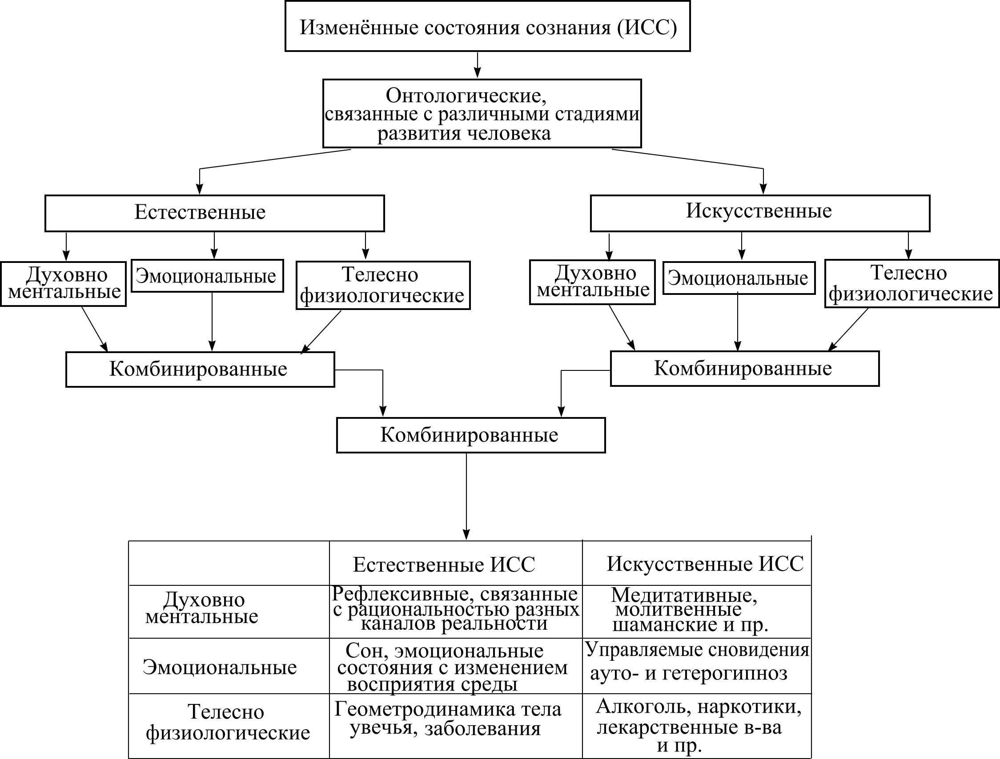 Изменённые состояния сознания (ИСС)
Онтологические,
связанные с различными стадиями
развития человека
Естественные
Искусственные
Духовно
ментальные
Эмоциональные
Телесно
физиологические
Духовно
ментальные
Эмоциональные
Телесно
физиологические
Комбинированные
Комбинированные
Комбинированные
Естественные ИСС
Искусственные ИСС
Духовно
ментальные
Рефлексивные, связанные
с рациональностью разных
каналов реальности
Медитативные,
молитвенные
шаманские и пр.
Эмоциональные
Сон, эмоциональные
состояния с изменением
восприятия среды
Управляемые сновидения
ауто- и гетерогипноз
Телесно
физиологические
Геометродинамика тела
увечья, заболевания
Алкоголь, наркотики,
лекарственные в-ва
и пр.